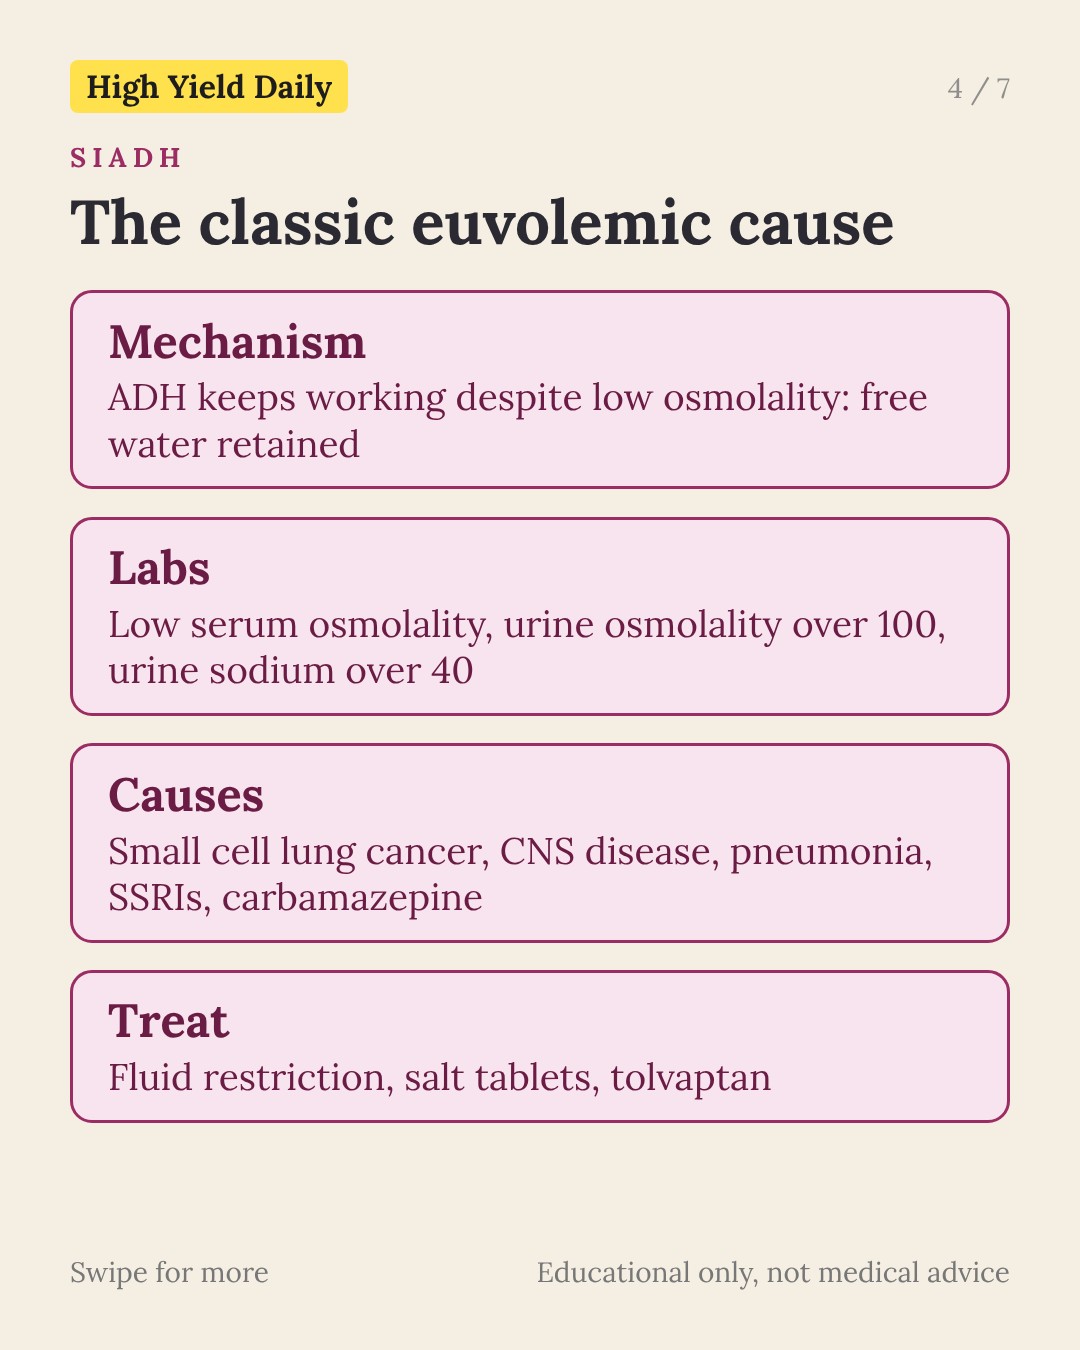 High Yield Daily
4 / 7
SIADH
The classic euvolemic cause
Mechanism
ADH keeps working despite low osmolality: free
water retained
Labs
Low serum osmolality, urine osmolality over 100,
urine sodium over 40
Causes
Small cell lung cancer, CNS disease, pneumonia,
SSRIs, carbamazepine
Treat
Fluid restriction, salt tablets, tolvaptan
Swipe for more
Educational only, not medical advice